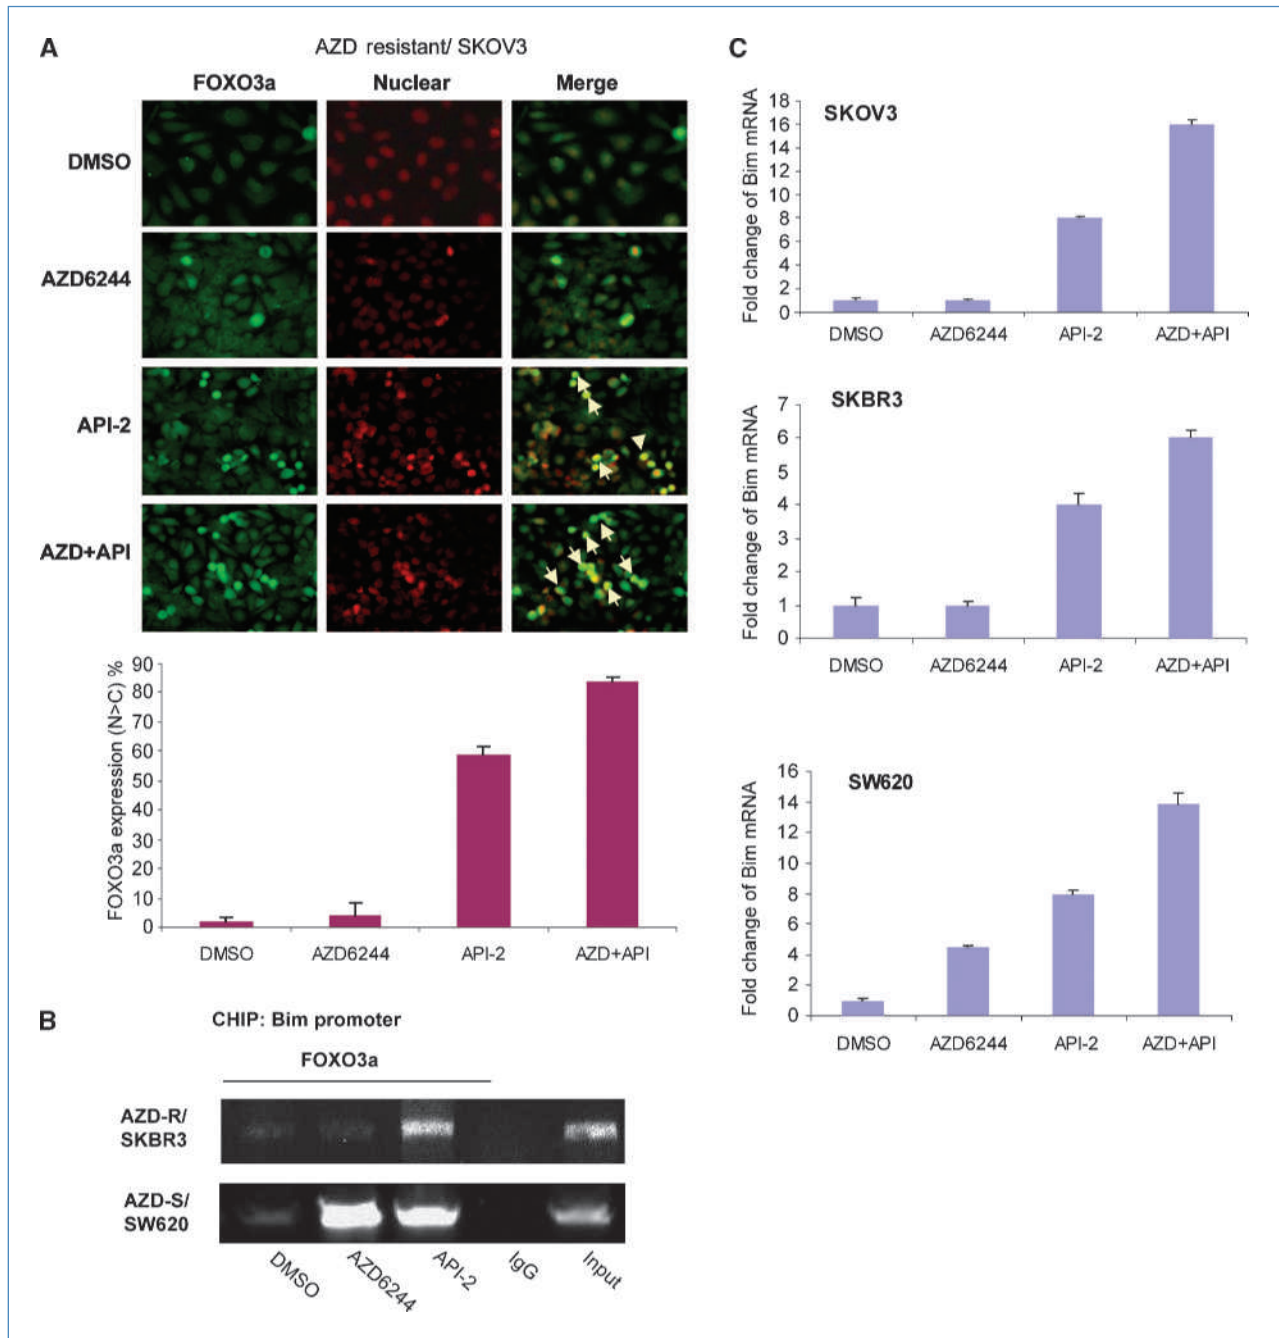 A
AZD resistant/ SKOV3
FOXO3a Nuclear Merge
DMSO
AZD6244
API-2
AZD+API
FOXO3a expression (N>C) %
90
80
70
60
50
40
30
20
10
0
DMSO AZD6244 API-2 AZD+API
B
CHIP: Bim promoter
FOXO3a
AZD-R/
SKBR3
AZD-S/
SW620
DMSO AZD6244 API-2 IgG Input
C
SKOV3
Fold change of Bim mRNA
18
16
14
12
10
8
6
4
2
0
DMSO AZD6244 API-2 AZD+API
SKBR3
Fold change of Bim mRNA
7
6
5
4
3
2
1
0
DMSO AZD6244 API-2 AZD+API
SW620
Fold change of Bim mRNA
16
14
12
10
8
6
4
2
0
DMSO AZD6244 API-2 AZD+API